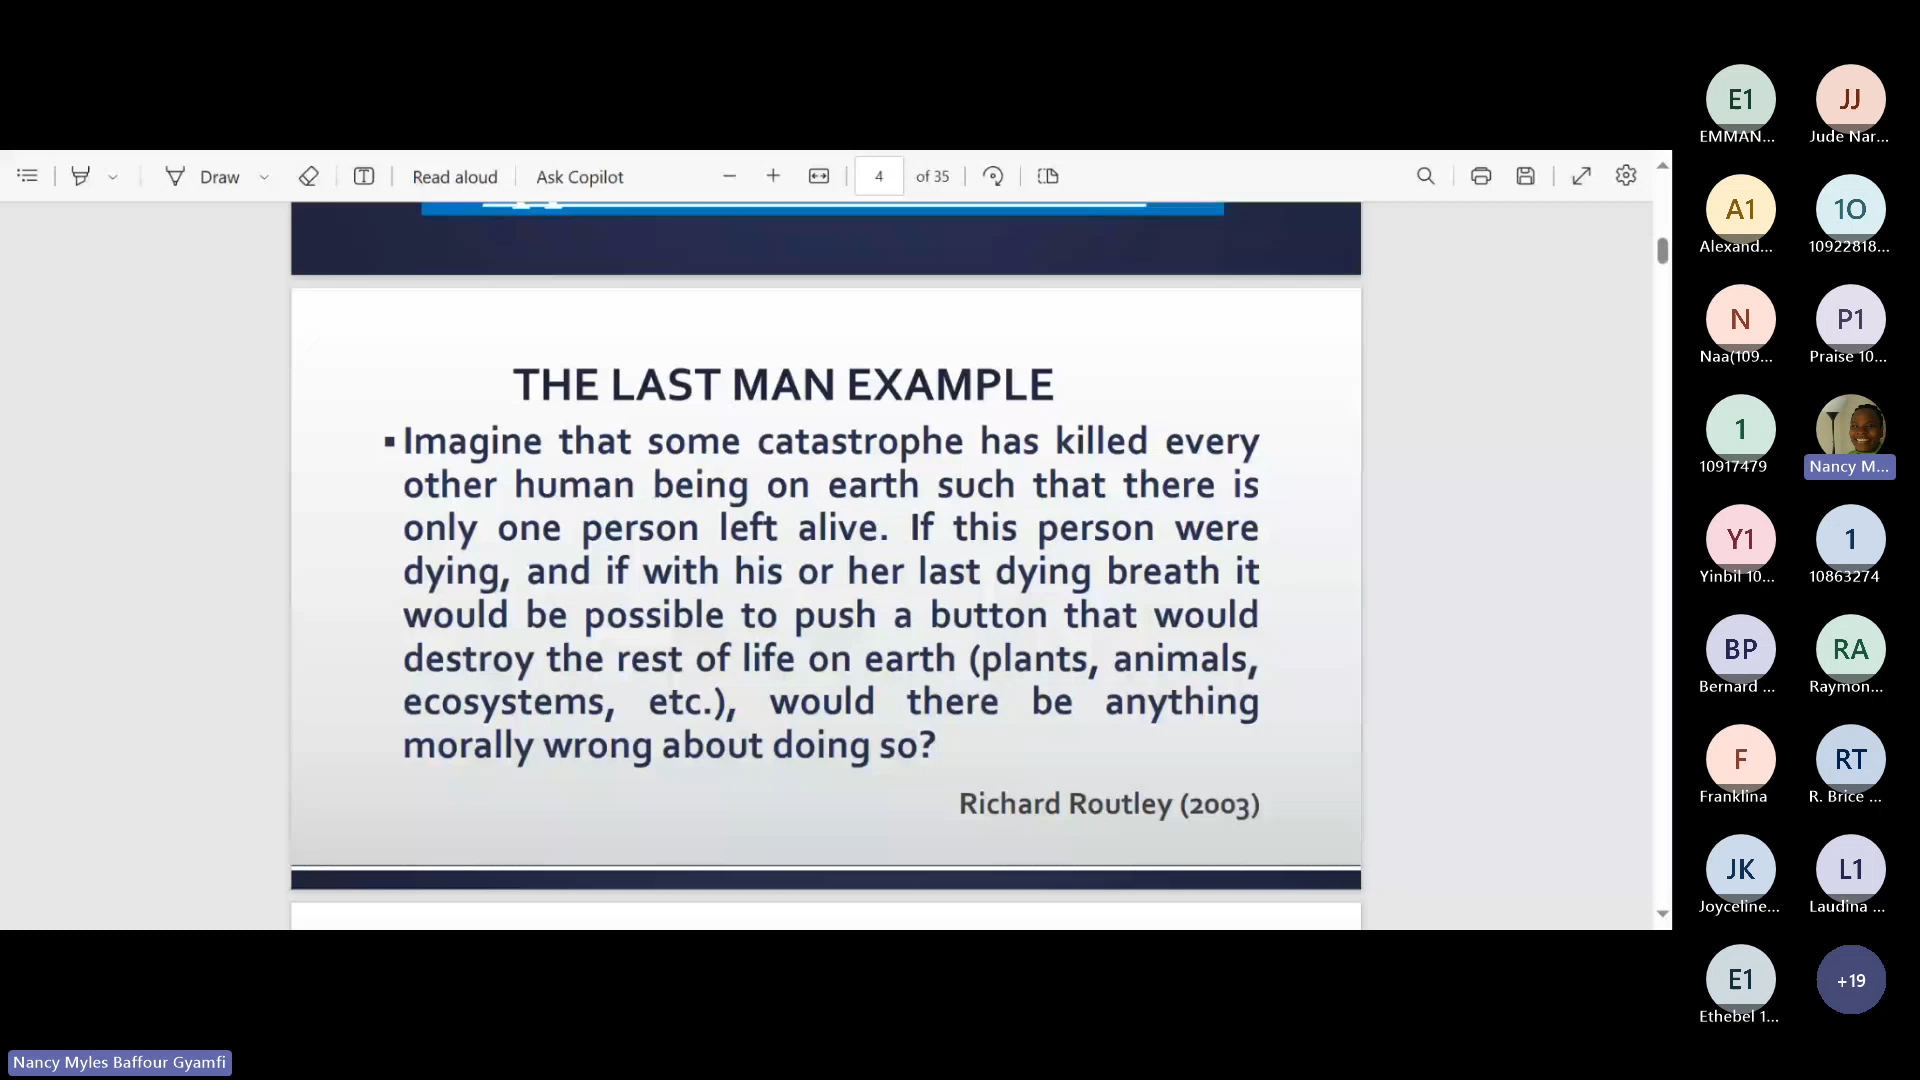 Draw
Read aloud
Ask Copilot
4
of 35
THE LAST MAN EXAMPLE
▪ Imagine that some catastrophe has killed every
other human being on earth such that there is
only one person left alive. If this person were
dying, and if with his or her last dying breath it
would be possible to push a button that would
destroy the rest of life on earth (plants, animals,
ecosystems, etc.), would there be anything
morally wrong about doing so?
Richard Routley (2003)
E1
JJ
EMMAN...
Jude Nar...
A1
1O
Alexand...
10922818...
N
P1
Naa(109...
Praise 10...
1
10917479
Nancy M...
Y1
1
Yinbil 10...
10863274
BP
RA
Bernard ...
Raymon...
F
RT
Franklina
R. Brice ...
JK
L1
Joyceline...
Laudina ...
E1
+19
Ethebel 1...
Nancy Myles Baffour Gyamfi